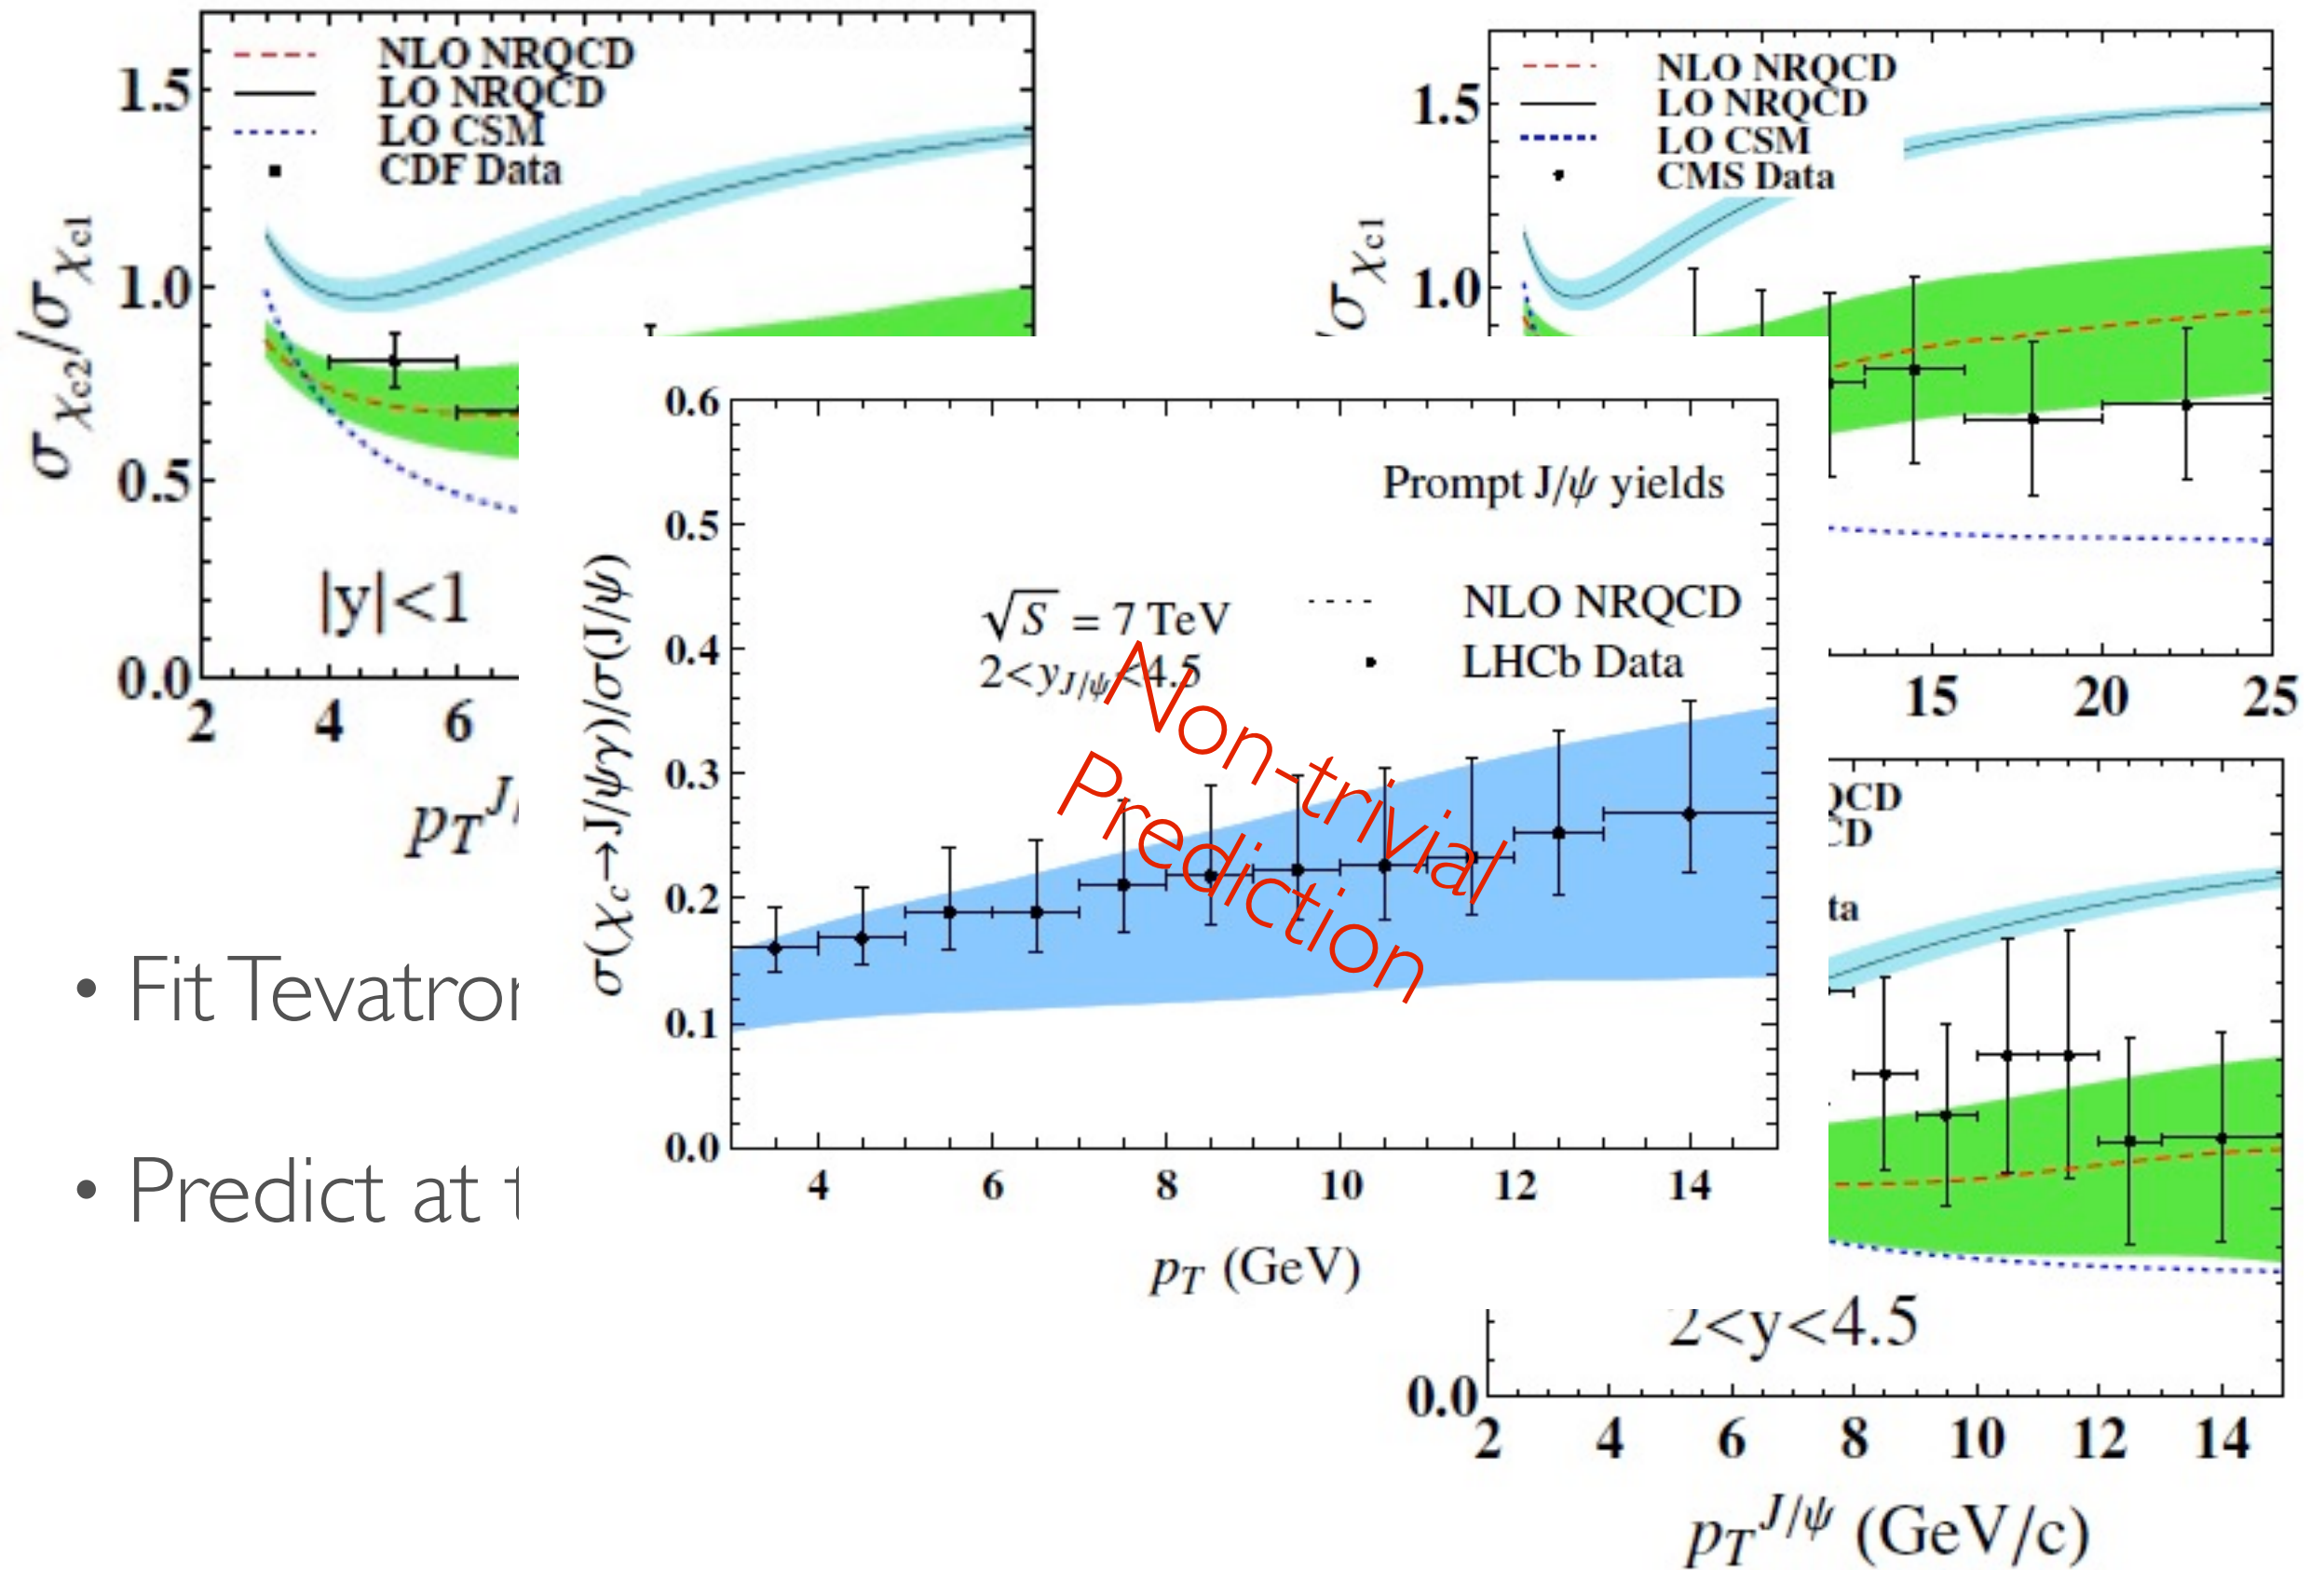 NLO NRQCD
LO NRQCD
LO CSM
CDF Data
1.5
1.0
0.5
0.0
σ χc2/σ χc1
|y|<1
2 4 6
NLO NRQCD
LO NRQCD
LO CSM
CMS Data
1.5
1.0
σ χc1
15 20 25
0.6
0.5
0.4
0.3
0.2
0.1
0.0
σ(χc→J/ψγ)/σ(J/ψ)
Prompt J/ψ yields
√S = 7 TeV
2<yJ/ψ<4.5
NLO NRQCD
LHCb Data
Non-trivial
Prediction
4 6 8 10 12 14
pT (GeV)
• Fit
• Predict at
2<y<4.5
0.0
2 4 6 8 10 12 14
pT J/ψ (GeV/c)